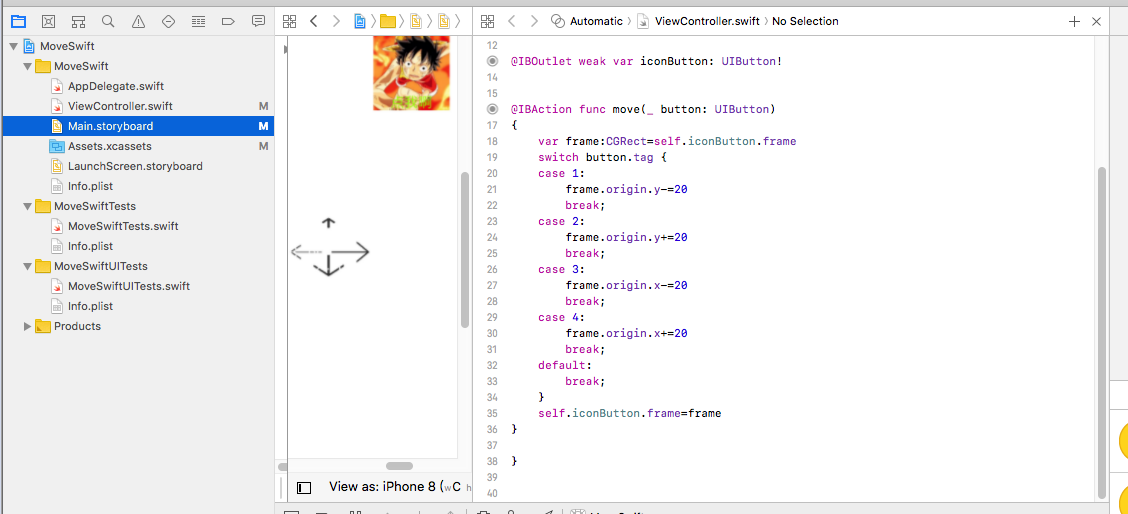 Automatic
ViewController.swift
No Selection
MoveSwift
MoveSwift
AppDelegate.swift
ViewController.swift M
Main.storyboard M
Assets.xcassets M
LaunchScreen.storyboard
Info.plist
MoveSwiftTests
MoveSwiftTests.swift
Info.plist
MoveSwiftUITests
MoveSwiftUITests.swift
Info.plist
Products
View as: iPhone 8 (wC h
12
@IBOutlet weak var iconButton: UIButton!
14
15
@IBAction func move(_ button: UIButton)
17 {
18 var frame:CGRect=self.iconButton.frame
19 switch button.tag {
20 case 1:
21 frame.origin.y-=20
22 break;
23 case 2:
24 frame.origin.y+=20
25 break;
26 case 3:
27 frame.origin.x-=20
28 break;
29 case 4:
30 frame.origin.x+=20
31 break;
32 default:
33 break;
34 }
35 self.iconButton.frame=frame
36 }
37
38 }
39
40